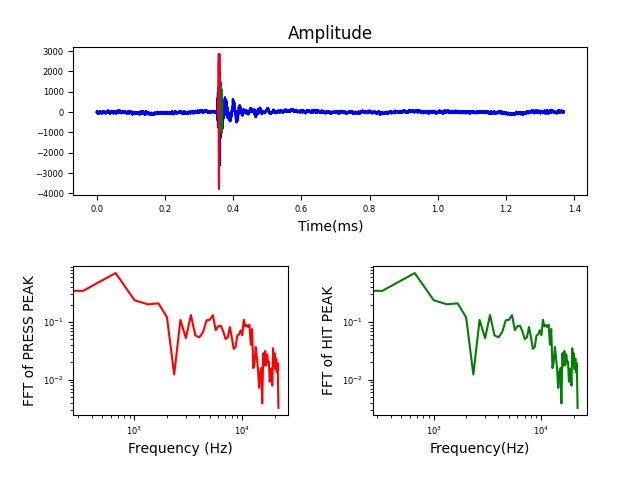 Amplitude
3000
2000
1000
0
−1000
−2000
−3000
−4000
0.0 0.2 0.4 0.6 0.8 1.0 1.2 1.4
Time(ms)
FFT of PRESS PEAK
10⁻¹
10⁻²
10³ 10⁴
Frequency (Hz)
FFT of HIT PEAK
10⁻¹
10⁻²
10³ 10⁴
Frequency(Hz)